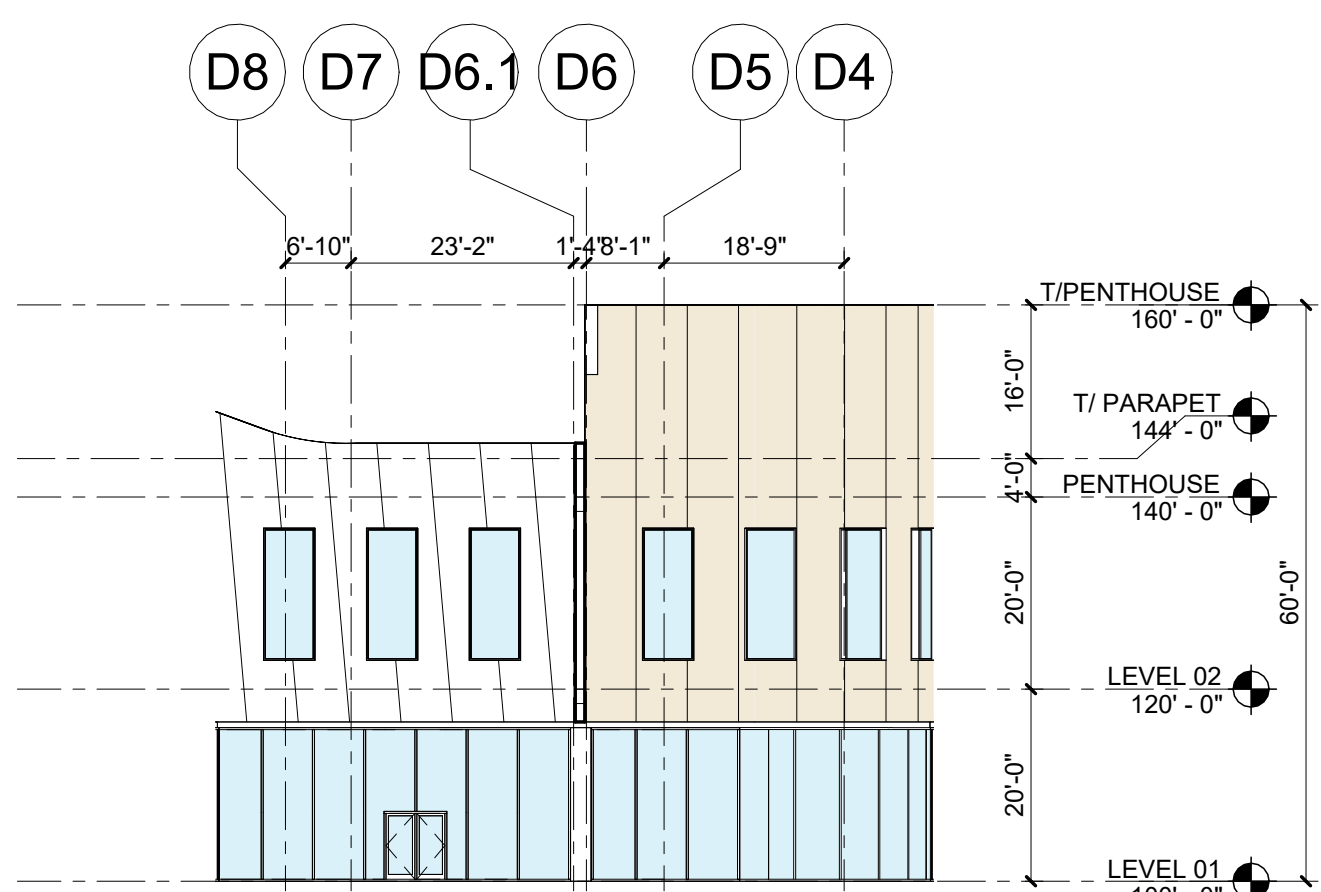 D8 D7 D6.1 D6 D5 D4
6'-10" 23'-2" 1'-4" 8'-1" 18'-9"
T/PENTHOUSE
160' - 0"
16'-0"
T/ PARAPET
144' - 0"
4'-0"
PENTHOUSE
140' - 0"
20'-0"
60'-0"
LEVEL 02
120' - 0"
20'-0"
LEVEL 01